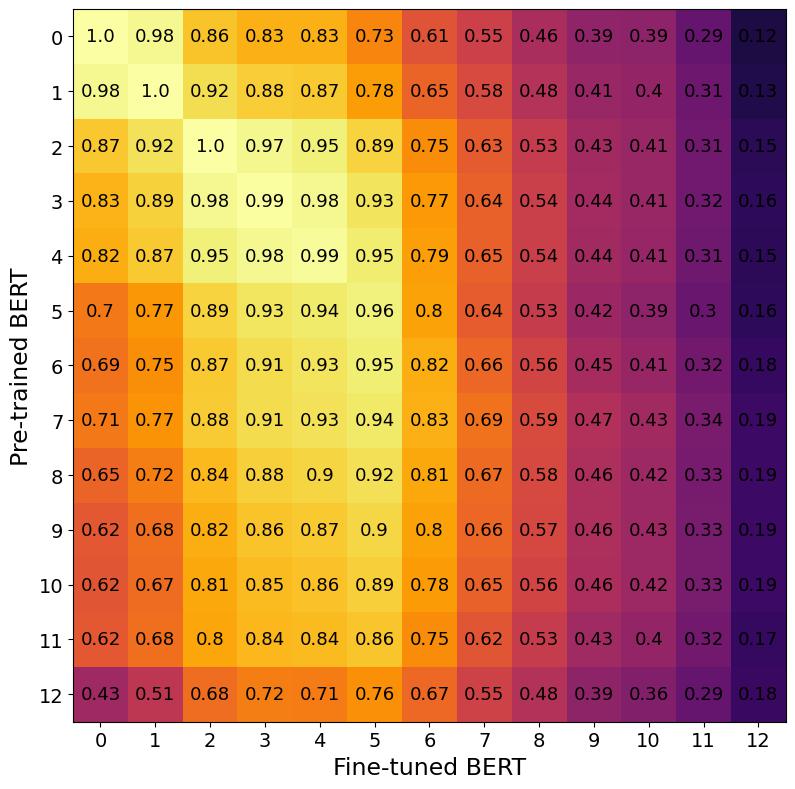 0 1.0 0.98 0.86 0.83 0.83 0.73 0.61 0.55 0.46 0.39 0.39 0.29 0.12
1 0.98 1.0 0.92 0.88 0.87 0.78 0.65 0.58 0.48 0.41 0.4 0.31 0.13
2 0.87 0.92 1.0 0.97 0.95 0.89 0.75 0.63 0.53 0.43 0.41 0.31 0.15
3 0.83 0.89 0.98 0.99 0.98 0.93 0.77 0.64 0.54 0.44 0.41 0.32 0.16
4 0.82 0.87 0.95 0.98 0.99 0.95 0.79 0.65 0.54 0.44 0.41 0.31 0.15
5 0.7 0.77 0.89 0.93 0.94 0.96 0.8 0.64 0.53 0.42 0.39 0.3 0.16
6 0.69 0.75 0.87 0.91 0.93 0.95 0.82 0.66 0.56 0.45 0.41 0.32 0.18
7 0.71 0.77 0.88 0.91 0.93 0.94 0.83 0.69 0.59 0.47 0.43 0.34 0.19
8 0.65 0.72 0.84 0.88 0.9 0.92 0.81 0.67 0.58 0.46 0.42 0.33 0.19
9 0.62 0.68 0.82 0.86 0.87 0.9 0.8 0.66 0.57 0.46 0.43 0.33 0.19
10 0.62 0.67 0.81 0.85 0.86 0.89 0.78 0.65 0.56 0.46 0.42 0.33 0.19
11 0.62 0.68 0.8 0.84 0.84 0.86 0.75 0.62 0.53 0.43 0.4 0.32 0.17
12 0.43 0.51 0.68 0.72 0.71 0.76 0.67 0.55 0.48 0.39 0.36 0.29 0.18
0 1 2 3 4 5 6 7 8 9 10 11 12
Fine-tuned BERT
Pre-trained BERT